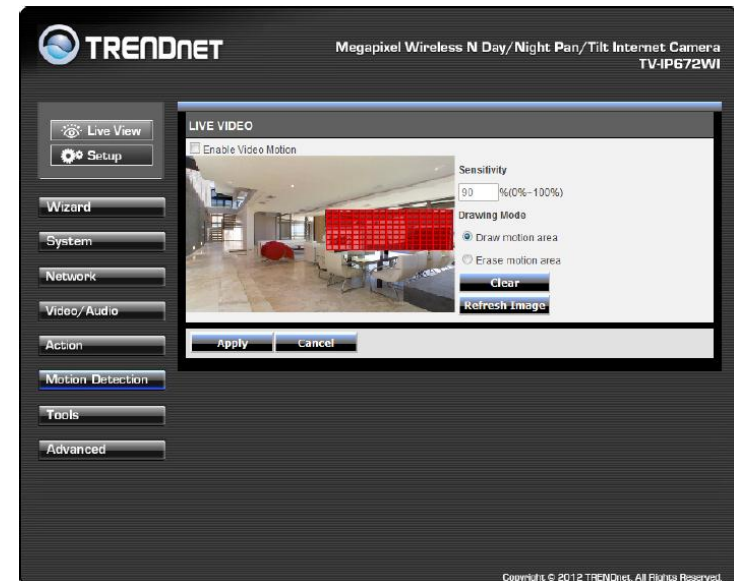 TRENDNET
Megapixel Wireless N Day/Night Pan/Tilt Internet Camera
TV-IP672WI
Live View
Setup
Wizard
System
Network
Video/Audio
Action
Motion Detection
Tools
Advanced
LIVE VIDEO
Enable Video Motion
Sensitivity
90 %(0%~100%)
Drawing Mode
Draw motion area
Erase motion area
Clear
Refresh Image
Apply
Cancel
Copyright © 2012 TRENDnet. All Rights Reserved.